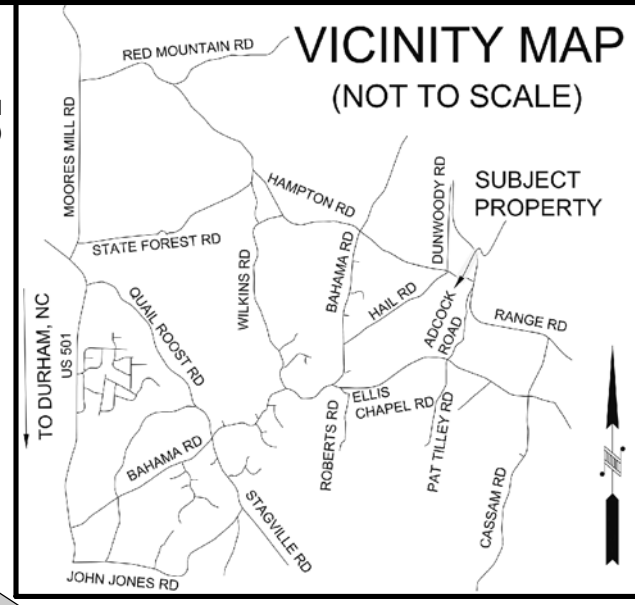 VICINITY MAP
(NOT TO SCALE)
RED MOUNTAIN RD
MOORES MILL RD
HAMPTON RD
DUNWOODY RD
SUBJECT
PROPERTY
STATE FOREST RD
WILKINS RD
BAHAMA RD
HAIL RD
ADCOCK
ROAD
RANGE RD
TO DURHAM, NC
US 501
QUAIL ROOST RD
ELLIS
CHAPEL RD
ROBERTS RD
PAT TILLEY RD
BAHAMA RD
STAGVILLE RD
CASSAM RD
JOHN JONES RD